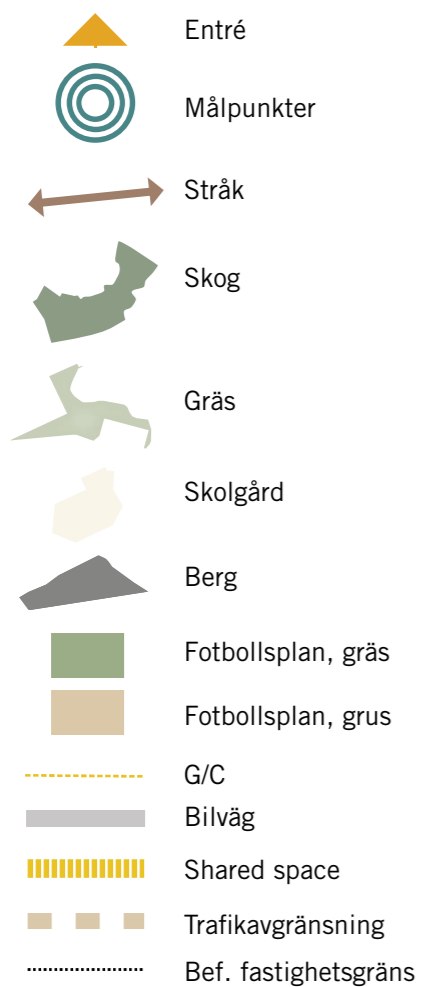 Entré
Målpunkter
Stråk
Skog
Gräs
Skolgård
Berg
Fotbollsplan, gräs
Fotbollsplan, grus
G/C
Bilväg
Shared space
Trafikavgränsning
Bef. fastighetsgräns